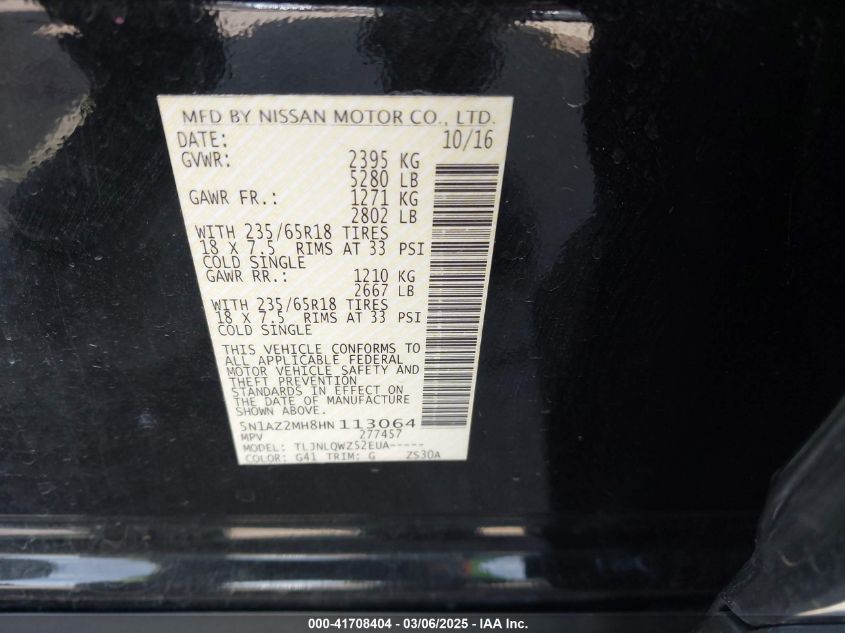 MFD BY NISSAN MOTOR CO., LTD.
DATE: 10/16
GVWR: 2395 KG
5280 LB
GAWR FR.: 1271 KG
2802 LB
WITH 235/65R18 TIRES
18 X 7.5 RIMS AT 33 PSI
COLD SINGLE
GAWR RR.: 1210 KG
2667 LB
WITH 235/65R18 TIRES
18 X 7.5 RIMS AT 33 PSI
COLD SINGLE
THIS VEHICLE CONFORMS TO
ALL APPLICABLE FEDERAL
MOTOR VEHICLE SAFETY AND
THEFT PREVENTION
STANDARDS IN EFFECT ON
THE DATE OF MANUFACTURE
SHOWN ABOVE.
5N1AZ2MH8HN113064
MPV 277457
MODEL: TLJNLQWZ52EUA-----
COLOR: G41 TRIM: G ZS30A
000-41708404 - 03/06/2025 - IAA Inc.